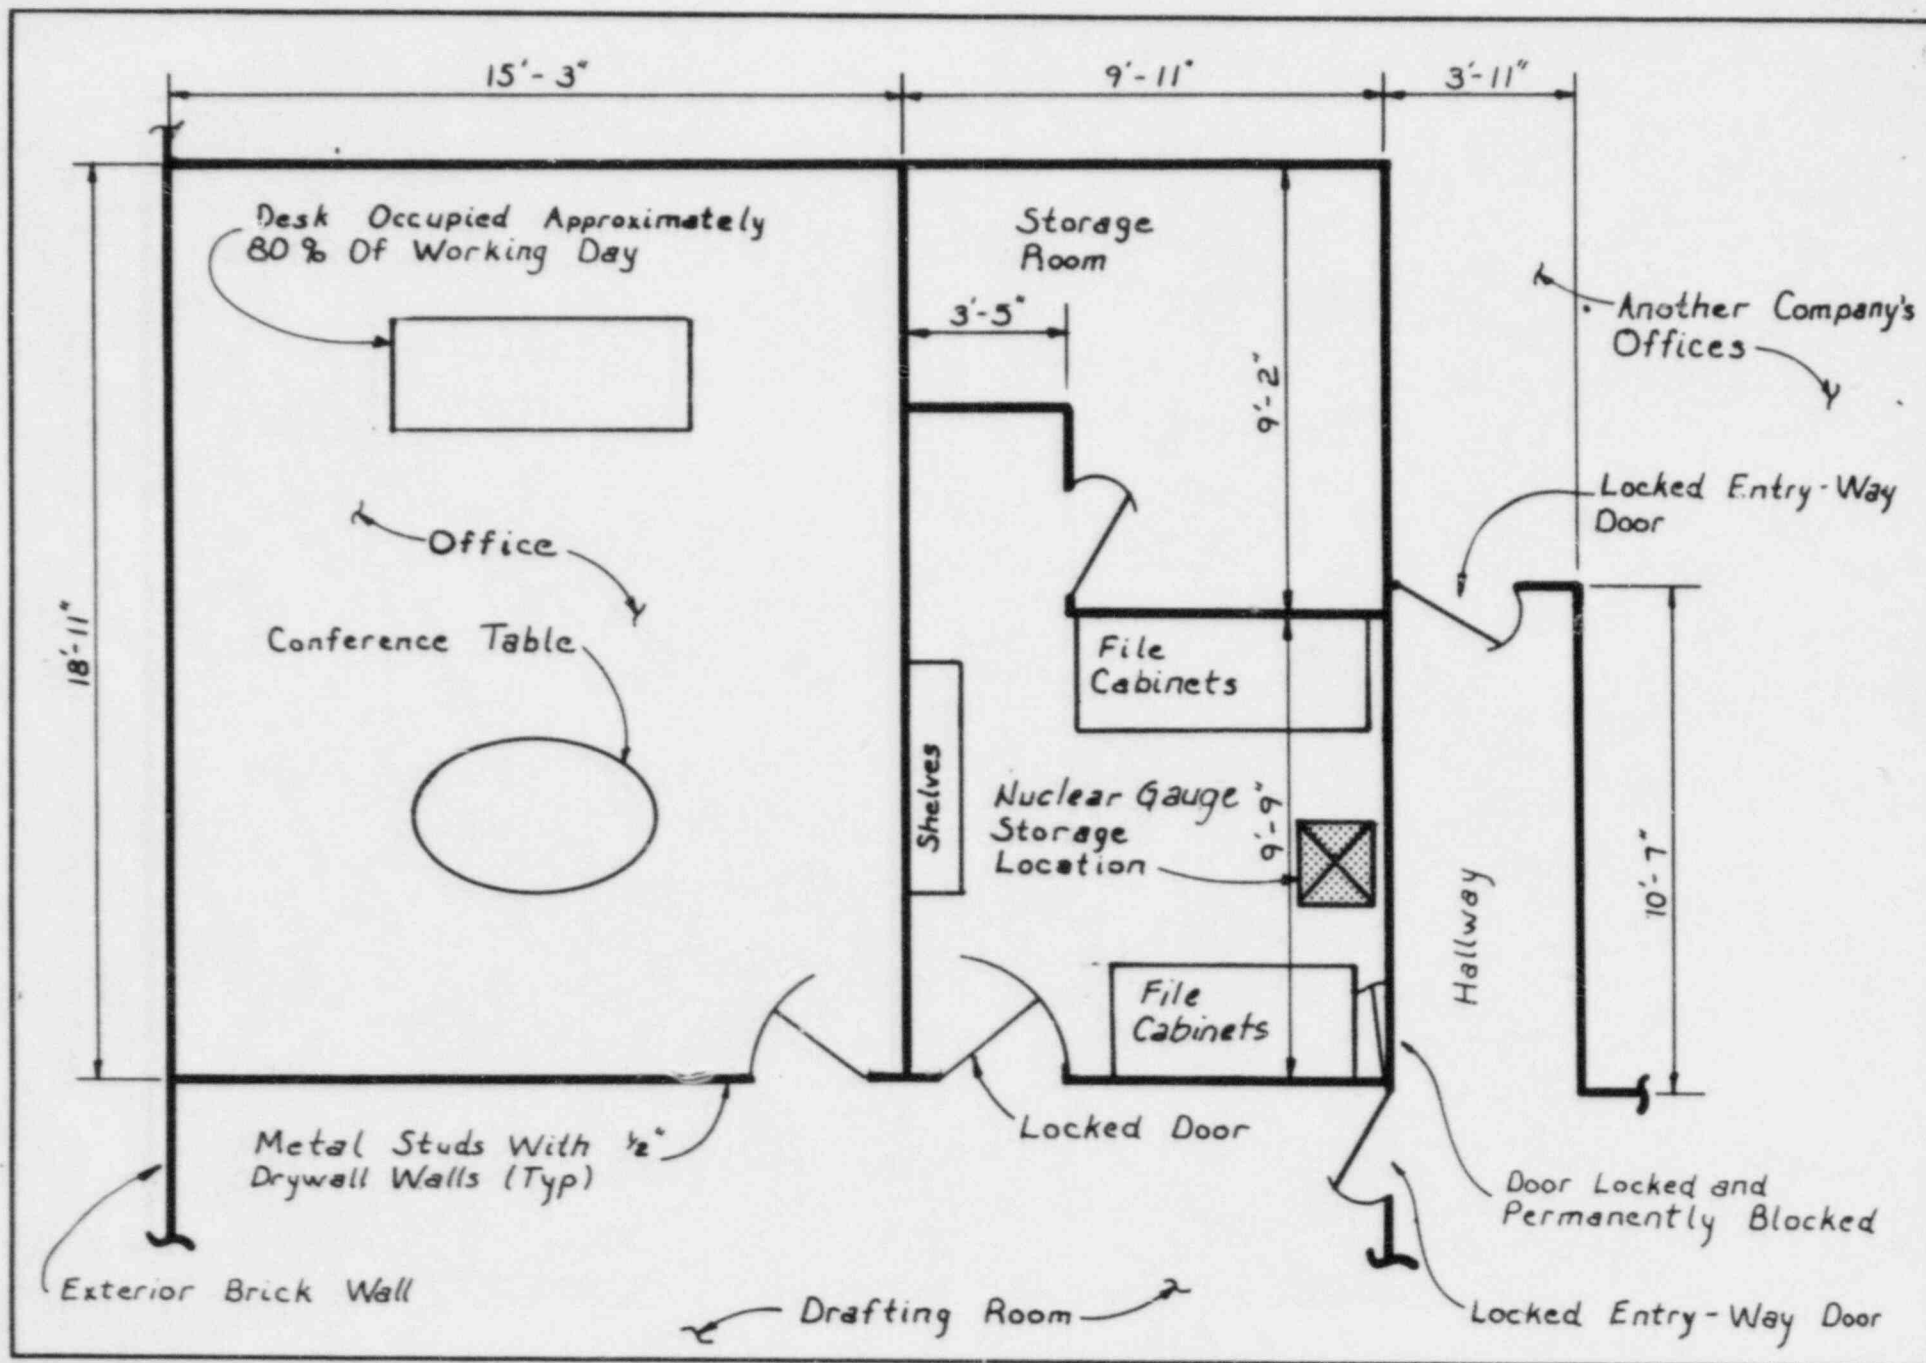 15'-3"
9'-11"
3'-11"
Desk Occupied Approximately
80% Of Working Day
Storage
Room
3'-5"
Another Company's
Offices
9'-2"
Locked Entry-Way
Door
Office
18'-11"
Conference Table
File
Cabinets
Shelves
Nuclear Gauge
Storage
Location
9'-9"
Hallway
10'-7"
File
Cabinets
Metal Studs With 1/2"
Drywall Walls (Typ)
Locked Door
Door Locked and
Permanently Blocked
Exterior Brick Wall
Drafting Room
Locked Entry-Way Door